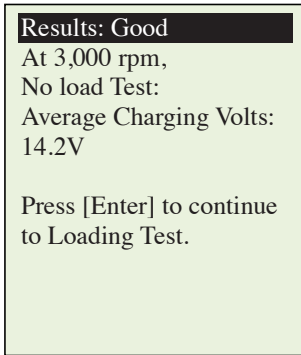 Results: Good
At 3,000 rpm,
No load Test:
Average Charging Volts:
14.2V
Press [Enter] to continue
to Loading Test.